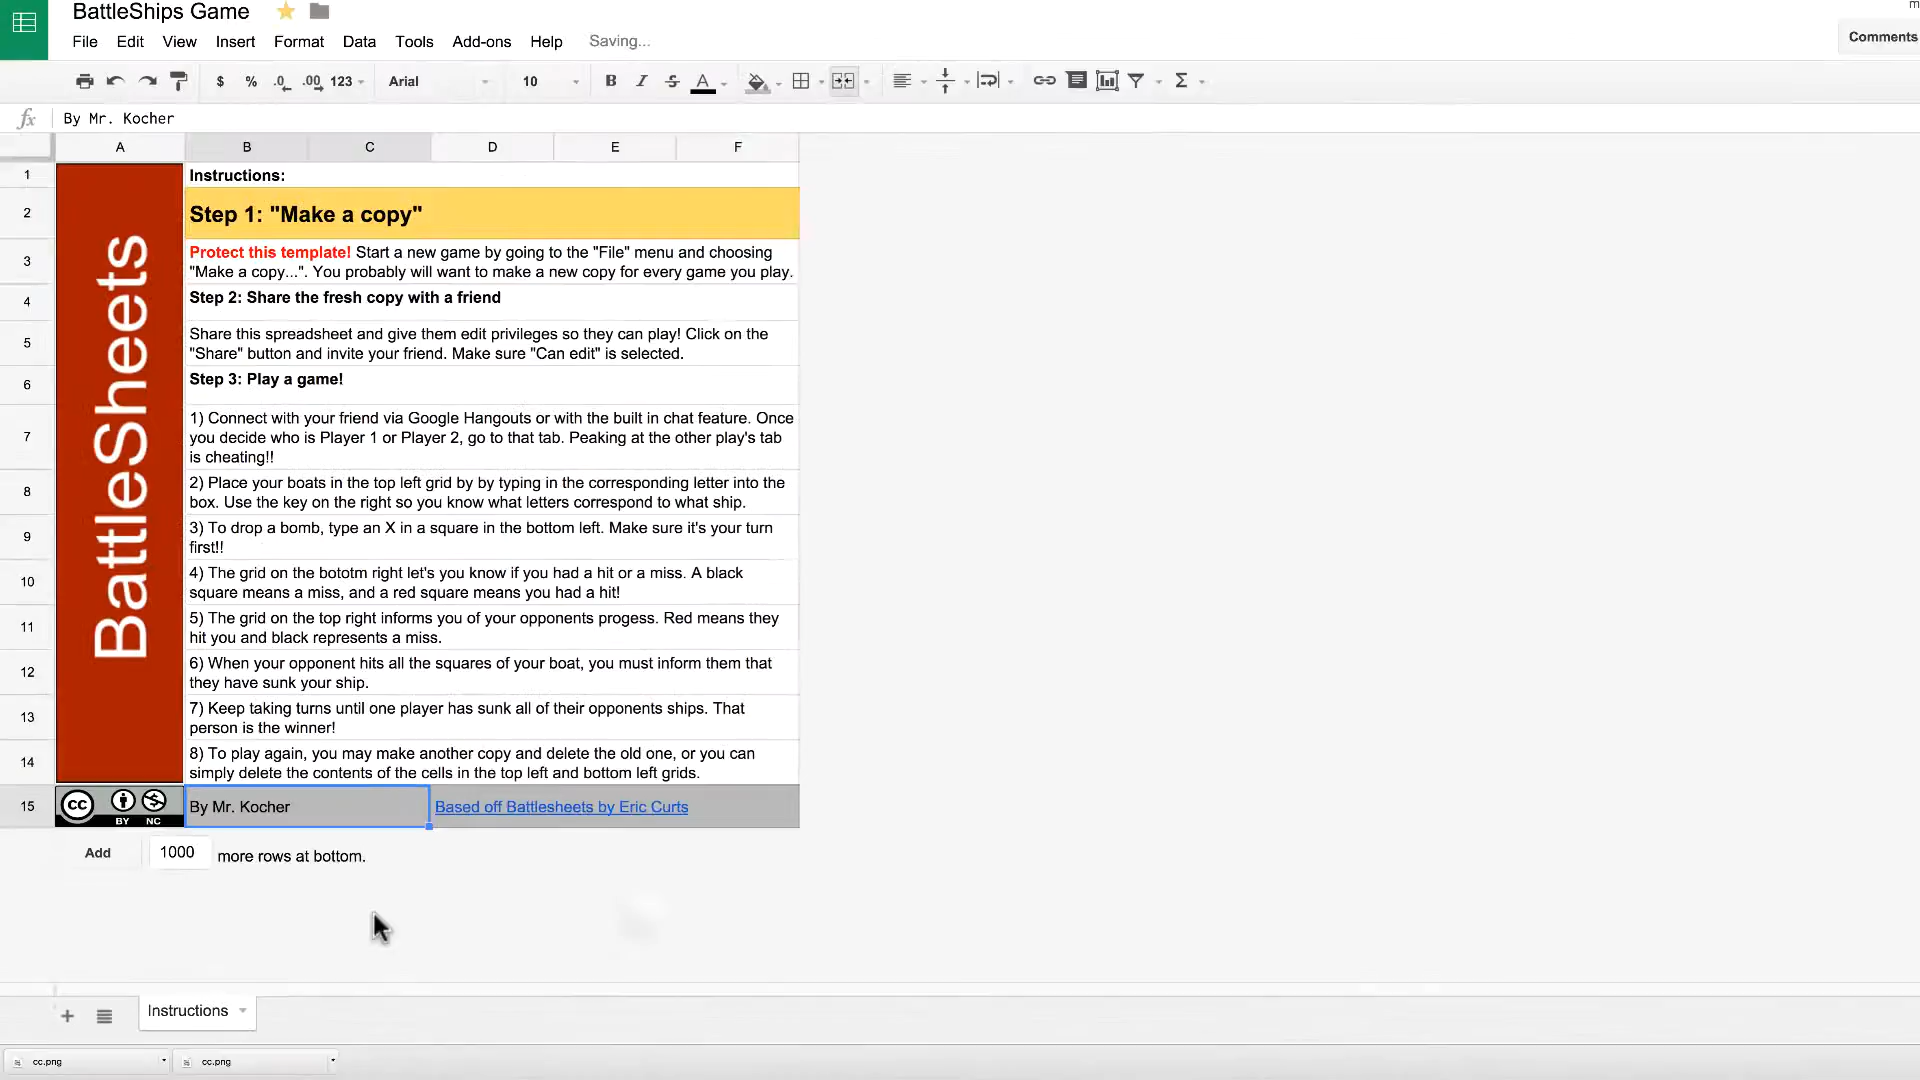 BattleShips Game
m
File Edit View Insert Format Data Tools Add-ons Help Saving...
Comments
$ % .0 .00 123 Arial 10 B I S A Σ
fx By Mr. Kocher
A B C D E F
1 Instructions:
2 Step 1: "Make a copy"
3 Protect this template! Start a new game by going to the "File" menu and choosing
"Make a copy...". You probably will want to make a new copy for every game you play.
4 Step 2: Share the fresh copy with a friend
5 Share this spreadsheet and give them edit privileges so they can play! Click on the
"Share" button and invite your friend. Make sure "Can edit" is selected.
6 Step 3: Play a game!
7 1) Connect with your friend via Google Hangouts or with the built in chat feature. Once
you decide who is Player 1 or Player 2, go to that tab. Peaking at the other play's tab
is cheating!!
8 2) Place your boats in the top left grid by by typing in the corresponding letter into the
box. Use the key on the right so you know what letters correspond to what ship.
9 3) To drop a bomb, type an X in a square in the bottom left. Make sure it's your turn
first!!
10 4) The grid on the bototm right let's you know if you had a hit or a miss. A black
square means a miss, and a red square means you had a hit!
11 5) The grid on the top right informs you of your opponents progess. Red means they
hit you and black represents a miss.
12 6) When your opponent hits all the squares of your boat, you must inform them that
they have sunk your ship.
13 7) Keep taking turns until one player has sunk all of their opponents ships. That
person is the winner!
14 8) To play again, you may make another copy and delete the old one, or you can
simply delete the contents of the cells in the top left and bottom left grids.
BattleSheets
15 cc BY NC By Mr. Kocher Based off Battlesheets by Eric Curts
Add 1000 more rows at bottom.
+ Instructions
cc.png cc.png